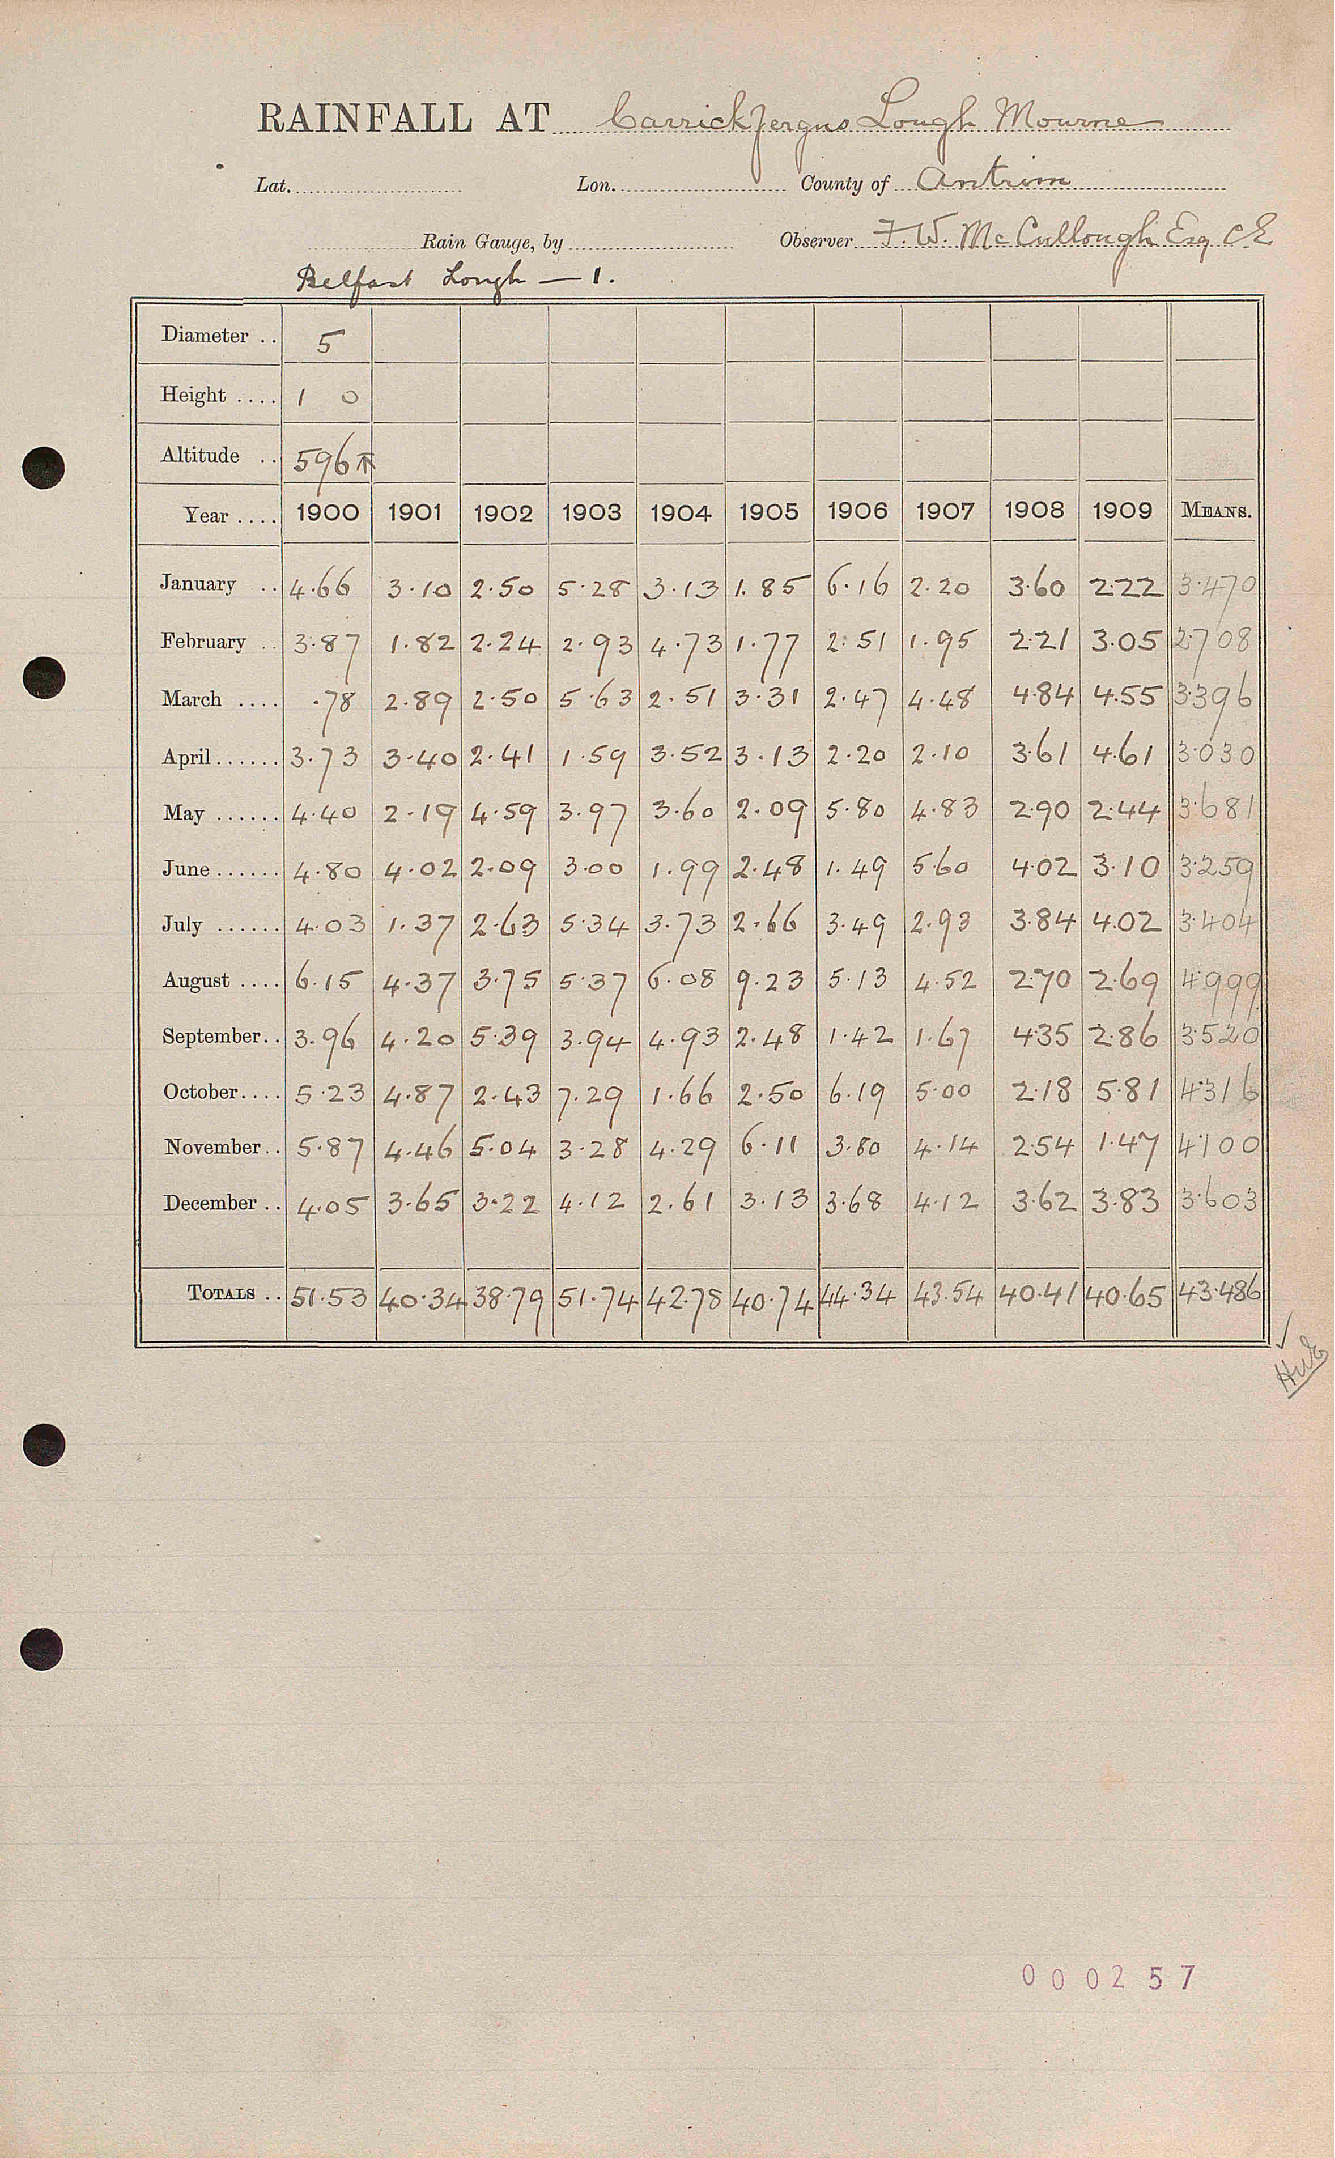 RAINFALL AT Carrickfergus Lough Mourne
Lat. Lon. County of Antrim
Rain Gauge, by Observer F. W. McCullough Esq CE
Belfast Lough — 1.
Diameter .. 5
Height .... 1 0
Altitude .. 596
Year .... 1900 1901 1902 1903 1904 1905 1906 1907 1908 1909 MEANS.
January .. 4.66 3.10 2.50 5.28 3.13 1.85 6.16 2.20 3.60 2.22 3.470
February .. 3.87 1.82 2.24 2.93 4.73 1.77 2.51 1.95 2.21 3.05 2.708
March .... .78 2.89 2.50 5.63 2.51 3.31 2.47 4.48 4.84 4.55 3.396
April...... 3.73 3.40 2.41 1.59 3.52 3.13 2.20 2.10 3.61 4.61 3.030
May ...... 4.40 2.19 4.59 3.97 3.60 2.09 5.80 4.83 2.90 2.44 3.681
June...... 4.80 4.02 2.09 3.00 1.99 2.48 1.49 5.60 4.02 3.10 3.259
July ...... 4.03 1.37 2.63 5.34 3.73 2.66 3.49 2.93 3.84 4.02 3.404
August .... 6.15 4.37 3.75 5.37 6.08 9.23 5.13 4.52 2.70 2.69 4.999
September.. 3.96 4.20 5.39 3.94 4.93 2.48 1.42 1.67 4.35 2.86 3.520
October.... 5.23 4.87 2.43 7.29 1.66 2.50 6.19 5.00 2.18 5.81 4.316
November.. 5.87 4.46 5.04 3.28 4.29 6.11 3.80 4.14 2.54 1.47 4.100
December .. 4.05 3.65 3.22 4.12 2.61 3.13 3.68 4.12 3.62 3.83 3.603
TOTALS .. 51.53 40.34 38.79 51.74 42.78 40.74 44.34 43.54 40.41 40.65 43.486
000257